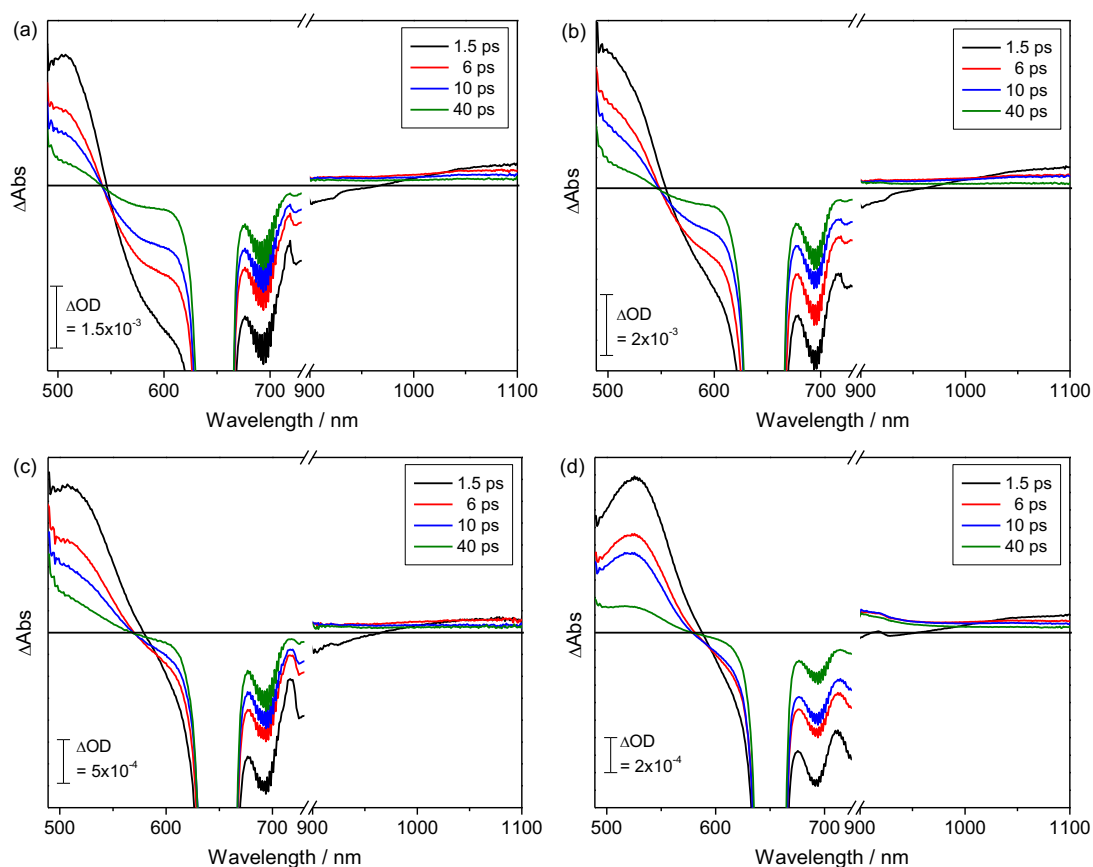 (a)
1.5 ps
6 ps
10 ps
40 ps
ΔAbs
ΔOD
= 1.5x10⁻³
500 600 700 900 1000 1100
Wavelength / nm
(b)
1.5 ps
6 ps
10 ps
40 ps
ΔAbs
ΔOD
= 2x10⁻³
500 600 700 900 1000 1100
Wavelength / nm
(c)
1.5 ps
6 ps
10 ps
40 ps
ΔAbs
ΔOD
= 5x10⁻⁴
500 600 700 900 1000 1100
Wavelength / nm
(d)
1.5 ps
6 ps
10 ps
40 ps
ΔAbs
ΔOD
= 2x10⁻⁴
500 600 700 900 1000 1100
Wavelength / nm